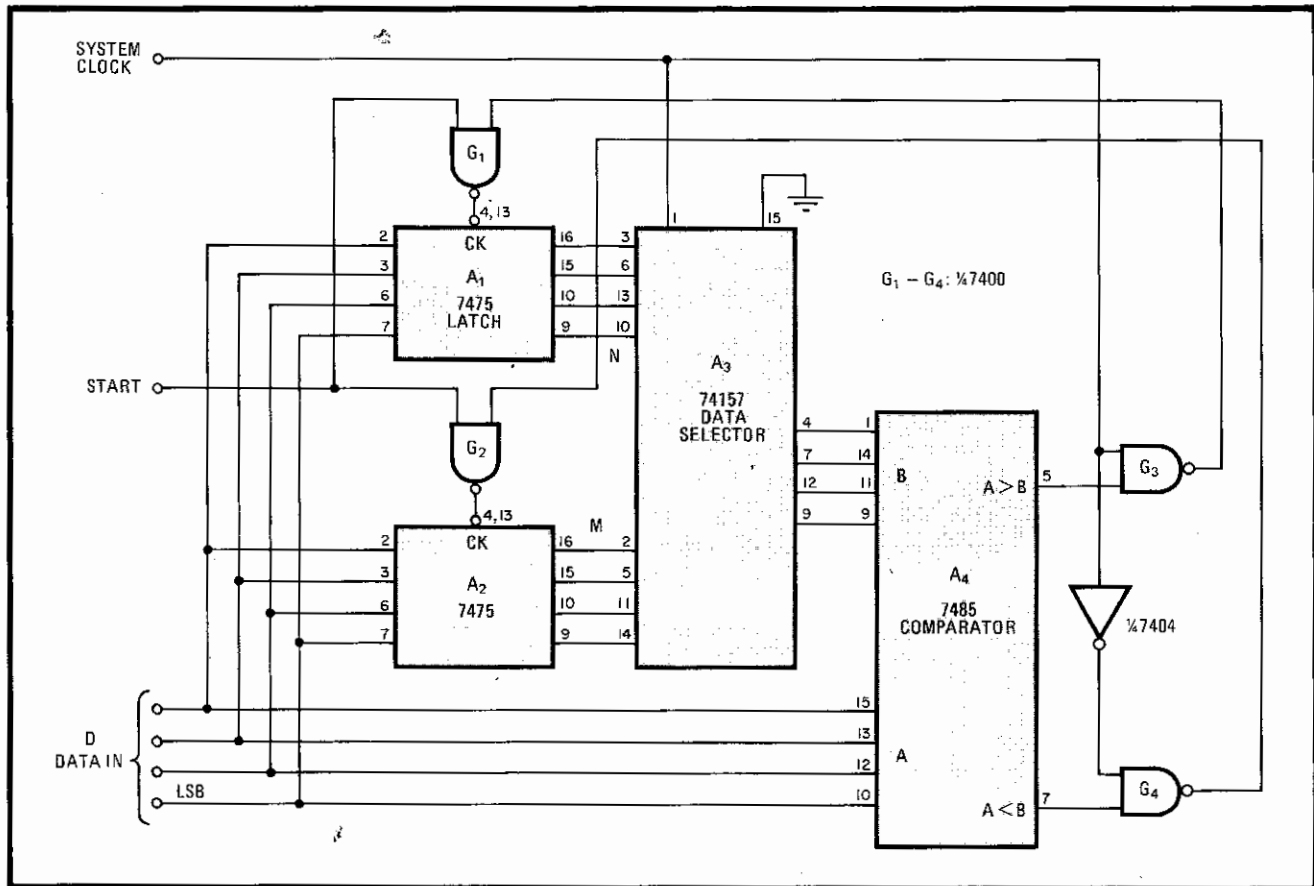 SYSTEM
CLOCK
G1
4, 13
1
15
2
CK
16
3
3
A1
15
6
G1 – G4: ¼7400
6
7475
10
13
7
LATCH
9
10
N
A3
START
74157
DATA
SELECTOR
4
1
G2
7
14
B
A>B
5
G3
12
11
9
9
4,13
M
2
CK
16
2
3
A2
15
5
A4
6
7475
10
11
7485
COMPARATOR
¼7404
7
9
14
15
D
DATA IN
13
A
12
LSB
10
A<B
7
G4